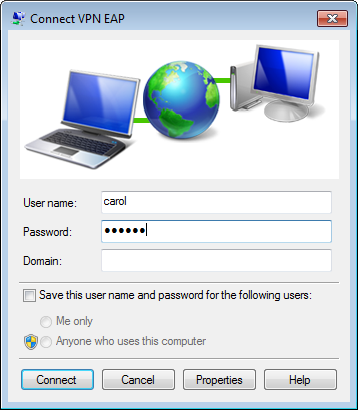 Connect VPN EAP
User name: carol
Password: ●●●●●●
Domain:
Save this user name and password for the following users:
Me only
Anyone who uses this computer
Connect Cancel Properties Help